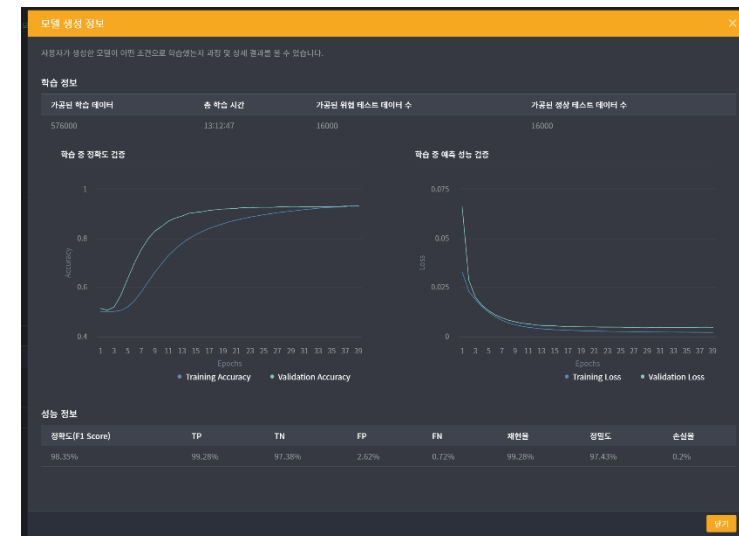 모델 생성 정보
사용자가 생성한 모델이 어떤 조건으로 학습했는지 과정 및 상세 결과를 볼 수 있습니다.
학습 정보
가공된 학습 데이터 총 학습 시간 가공된 위협 테스트 데이터 수 가공된 정상 테스트 데이터 수
576000 13:12:47 16000 16000
학습 중 정확도 검증
1
0.8
0.6
0.4
Accuracy
1 3 5 7 9 11 13 15 17 19 21 23 25 27 29 31 33 35 37 39
Epochs
Training Accuracy Validation Accuracy
학습 중 예측 성능 검증
0.075
0.05
0.025
0
Loss
1 3 5 7 9 11 13 15 17 19 21 23 25 27 29 31 33 35 37 39
Epochs
Training Loss Validation Loss
성능 정보
정확도(F1 Score) TP TN FP FN 재현율 정밀도 손실률
98.35% 99.28% 97.38% 2.62% 0.72% 99.28% 97.43% 0.2%
닫기